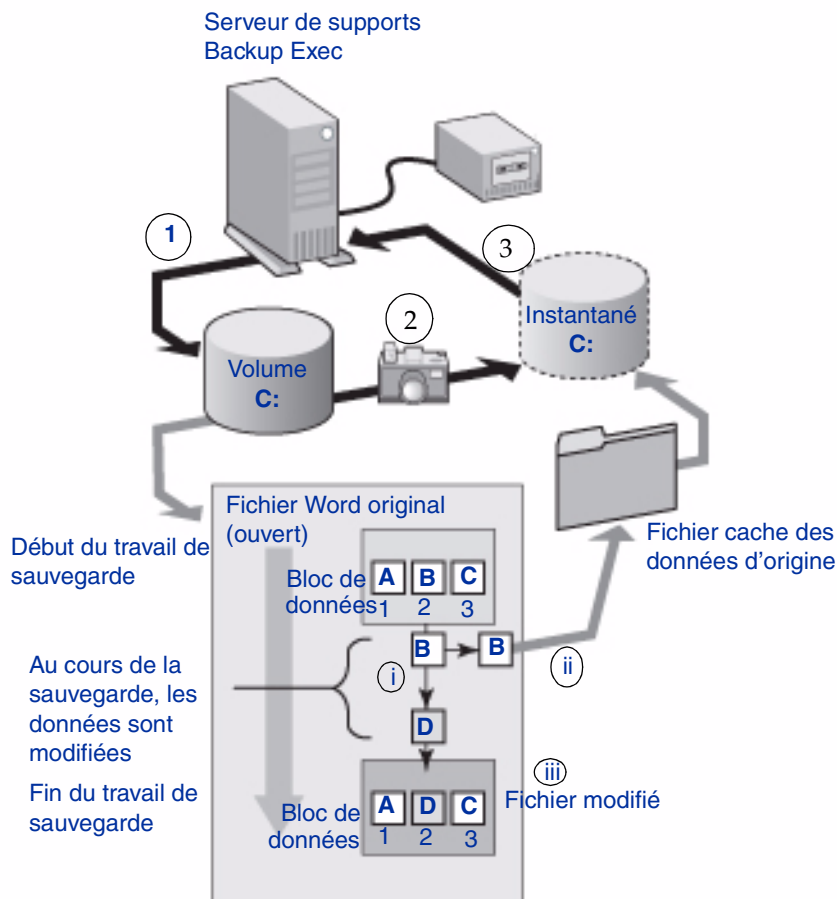 Serveur de supports
Backup Exec
1
3
2
Instantané
C:
Volume
C:
Fichier Word original
(ouvert)
Début du travail de
sauvegarde
Fichier cache des
données d'origine
Bloc de
données
A B C
1 2 3
B B
i
ii
Au cours de la
sauvegarde, les
données sont
modifiées
D
iii
Fichier modifié
Fin du travail de
sauvegarde
Bloc de
données
A D C
1 2 3